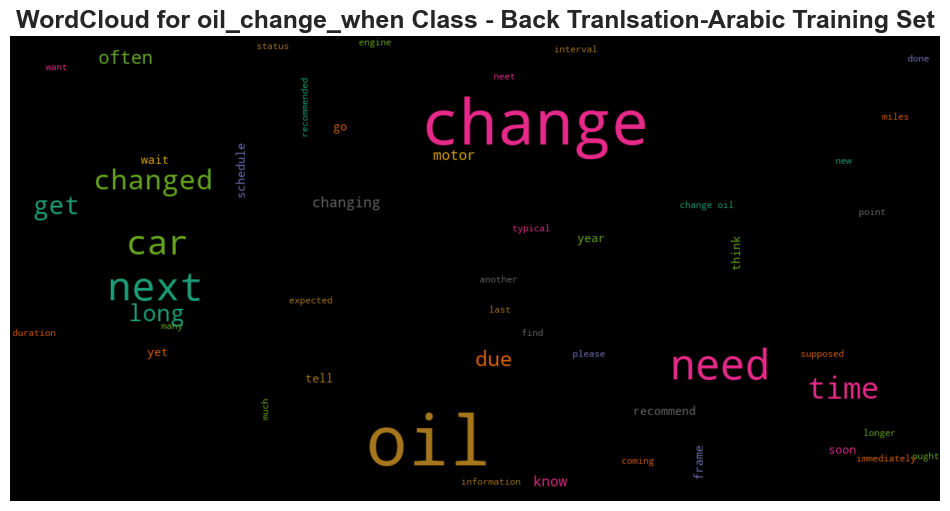 WordCloud for oil_change_when Class - Back Tranlsation-Arabic Training Set
status
engine
interval
often
want
neet
done
recommended
change
miles
go
motor
wait
schedule
new
changed
get
changing
change oil
point
typical
year
think
car
next
another
long
expected
last
many
duration
find
yet
due
please
need
supposed
tell
time
much
recommend
oil
longer
soon
frame
coming
immediately
ought
information
know